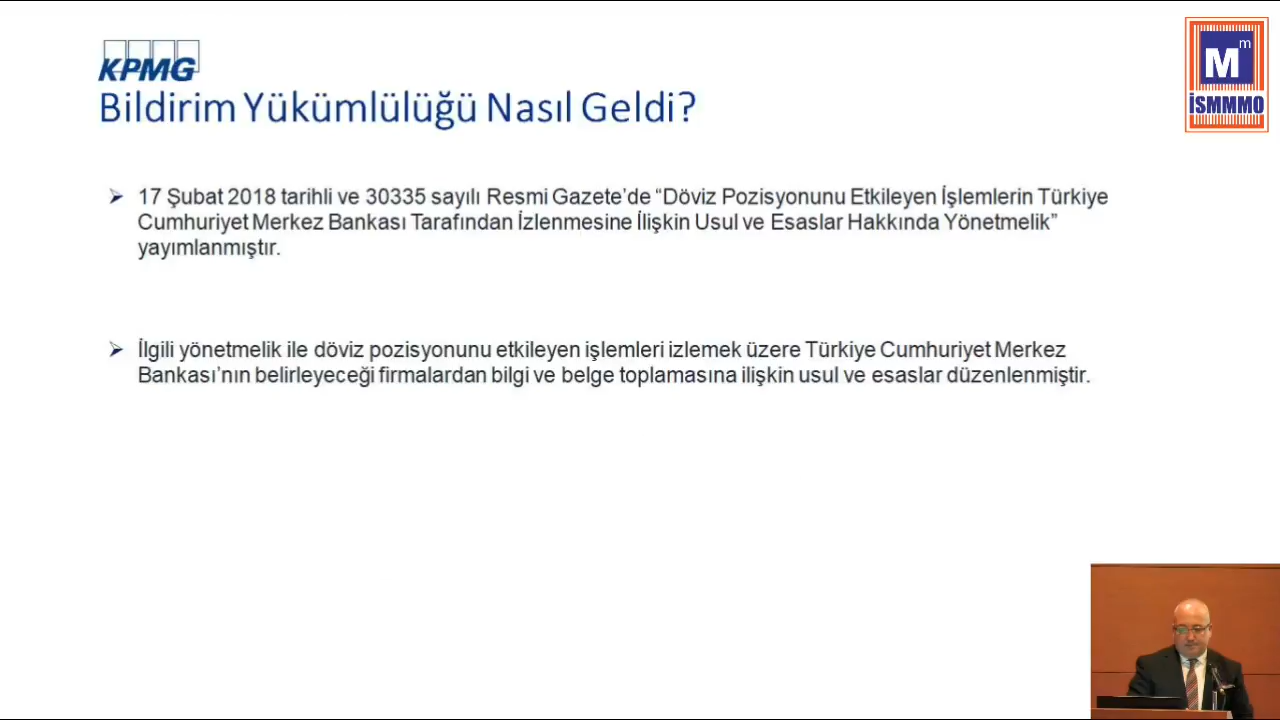 KPMG
Bildirim Yükümlülüğü Nasıl Geldi?
Mm
İSMMMO
17 Şubat 2018 tarihli ve 30335 sayılı Resmi Gazete’de “Döviz Pozisyonunu Etkileyen İşlemlerin Türkiye
Cumhuriyet Merkez Bankası Tarafından İzlenmesine İlişkin Usul ve Esaslar Hakkında Yönetmelik”
yayımlanmıştır.
İlgili yönetmelik ile döviz pozisyonunu etkileyen işlemleri izlemek üzere Türkiye Cumhuriyet Merkez
Bankası’nın belirleyeceği firmalardan bilgi ve belge toplamasına ilişkin usul ve esaslar düzenlenmiştir.